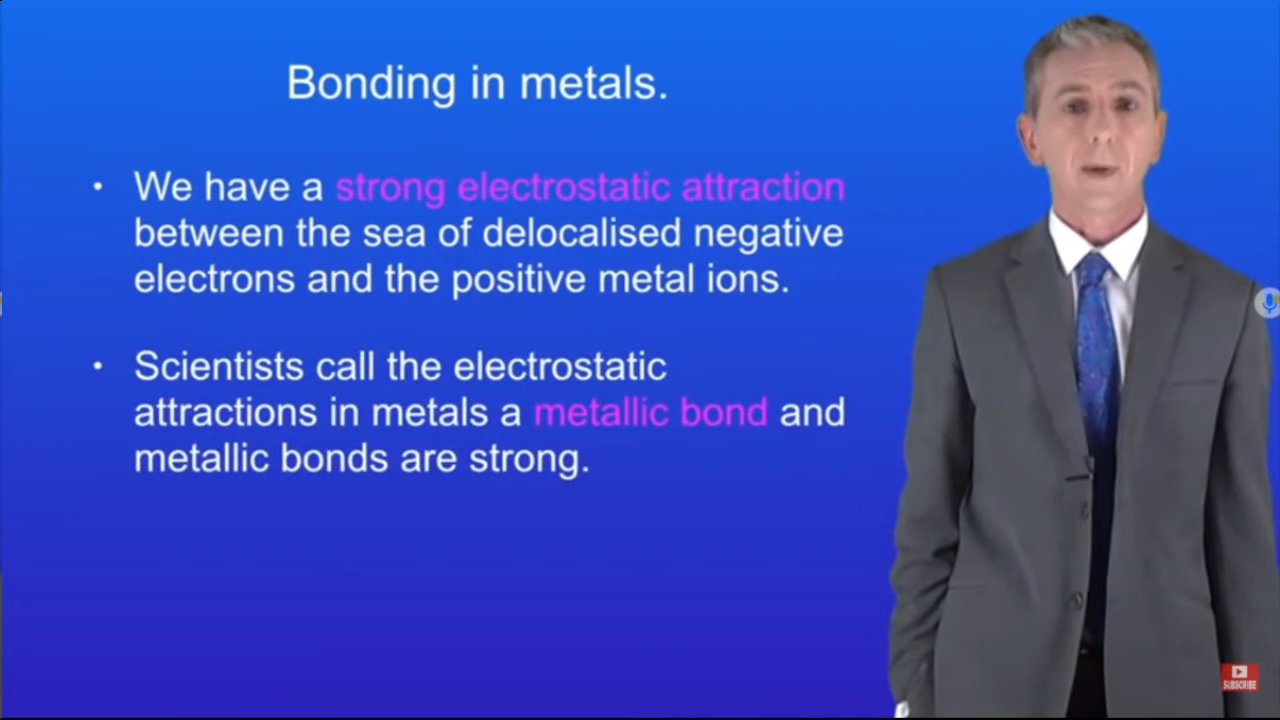 Bonding in metals.
• We have a strong electrostatic attraction
between the sea of delocalised negative
electrons and the positive metal ions.
• Scientists call the electrostatic
attractions in metals a metallic bond and
metallic bonds are strong.
SUBSCRIBE